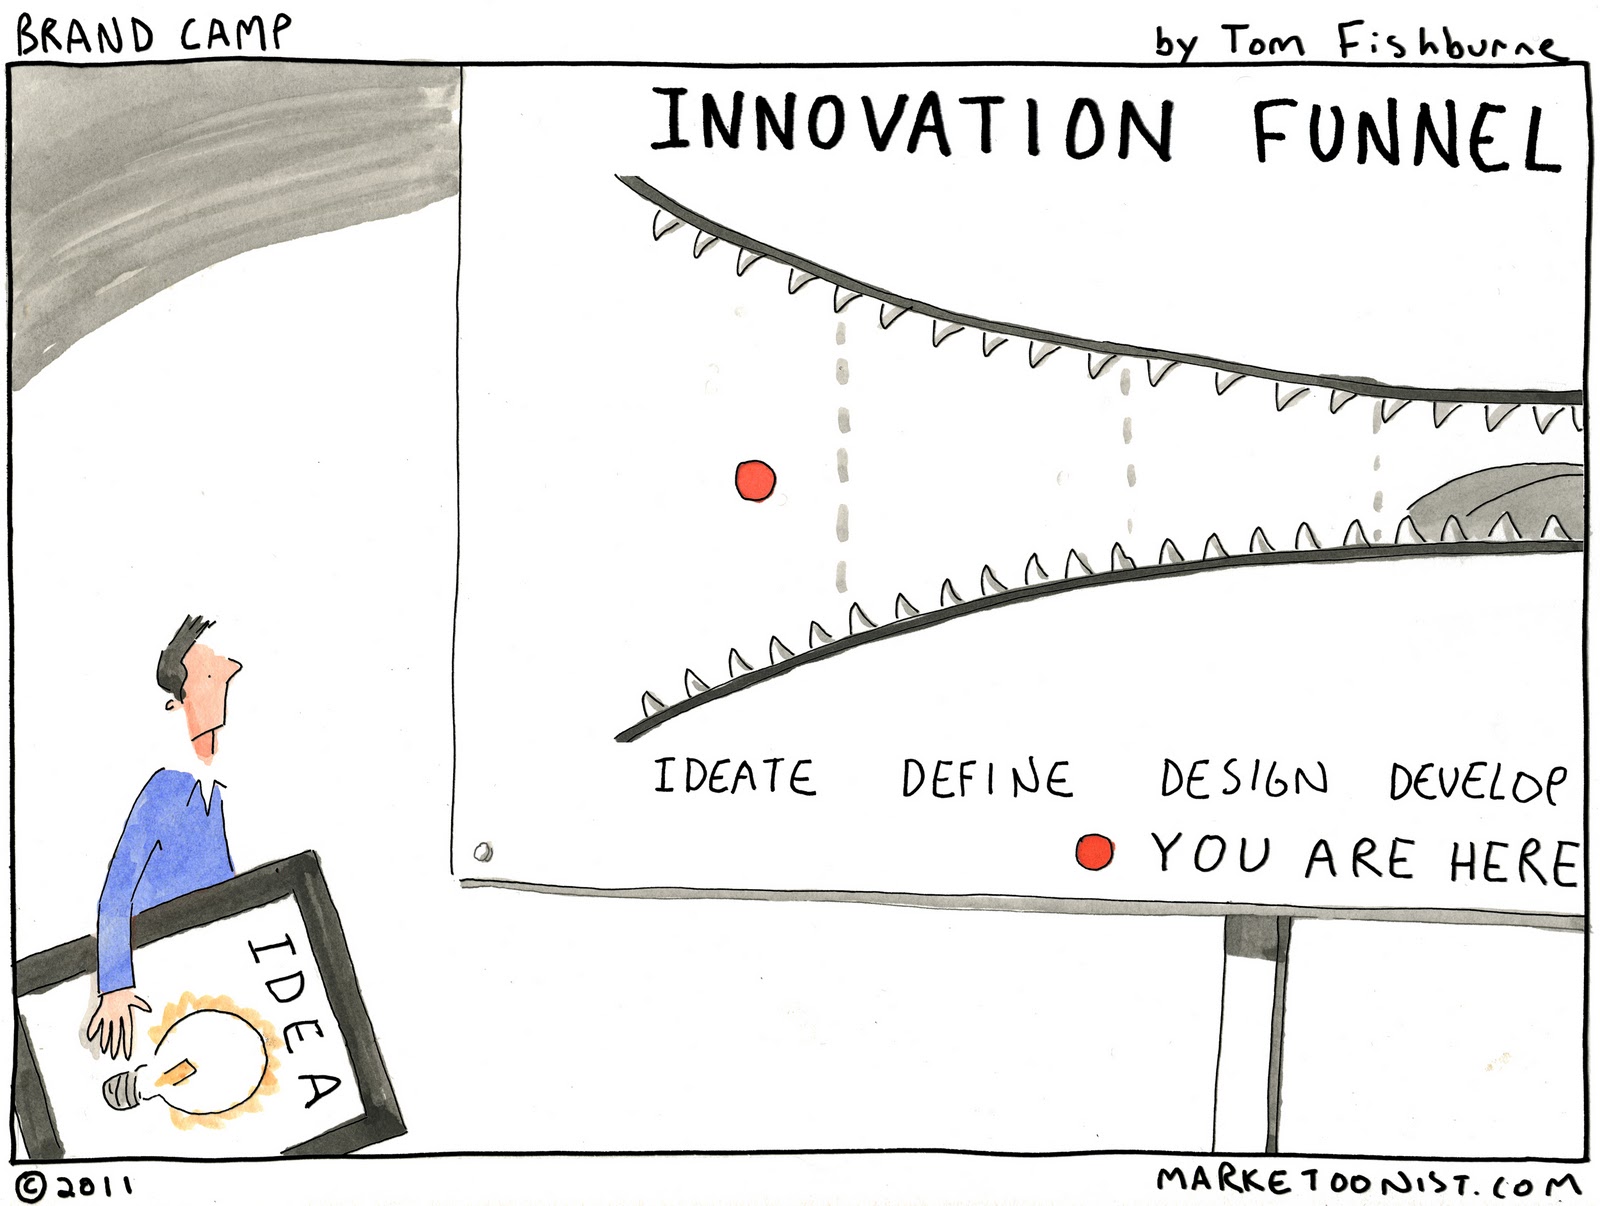 BRAND CAMP
by Tom Fishburne
INNOVATION FUNNEL
IDEATE DEFINE DESIGN DEVELOP
YOU ARE HERE
IDEA
© 2011
MARKETOONIST.COM